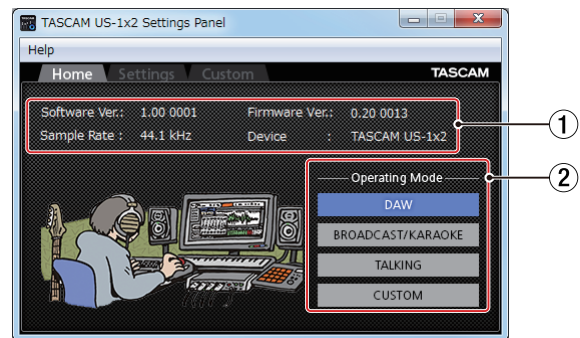 TASCAM US-1x2 Settings Panel
Help
Home Settings Custom TASCAM
Software Ver.: 1.00 0001 Firmware Ver.: 0.20 0013
Sample Rate : 44.1 kHz Device : TASCAM US-1x2
1
2
Operating Mode
DAW
BROADCAST/KARAOKE
TALKING
CUSTOM